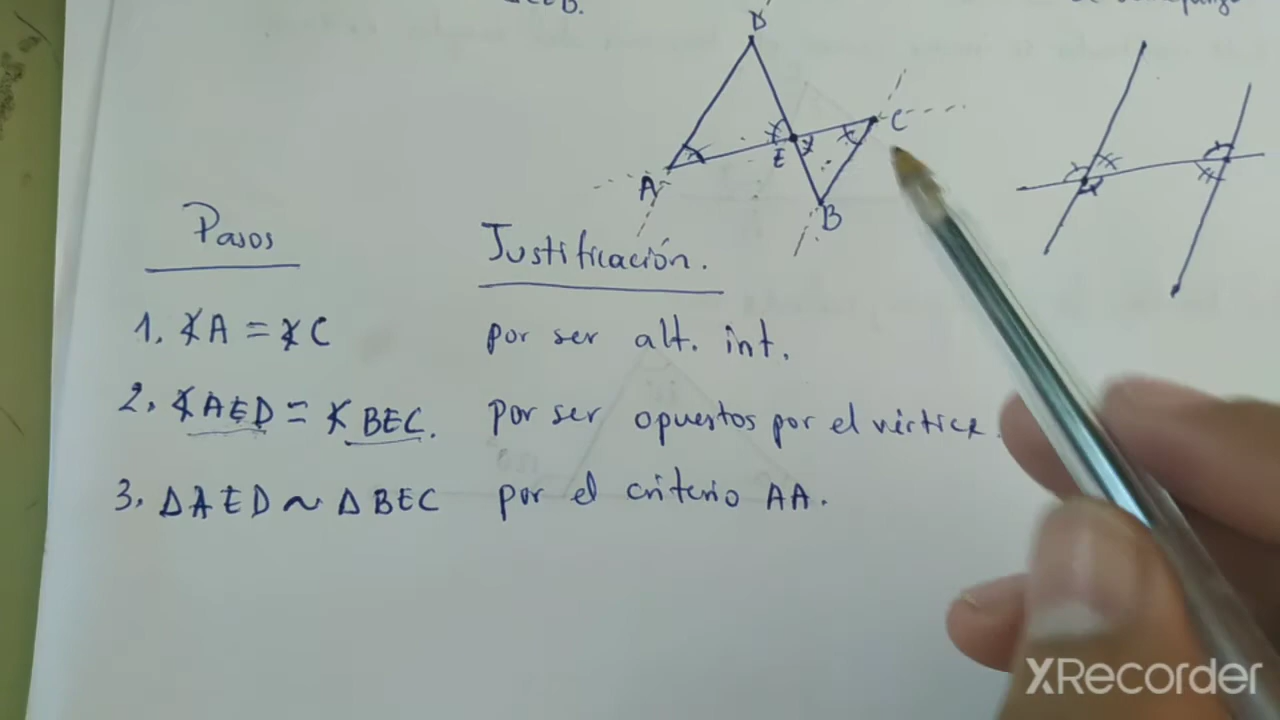 D
C
E
A
B
Pasos
Justificación.
1. ∡A = ∡C por ser alt. int.
2. ∡AED = ∡BEC. por ser opuestos por el vértice.
3. ΔAED ~ ΔBEC por el criterio AA.
XRecorder